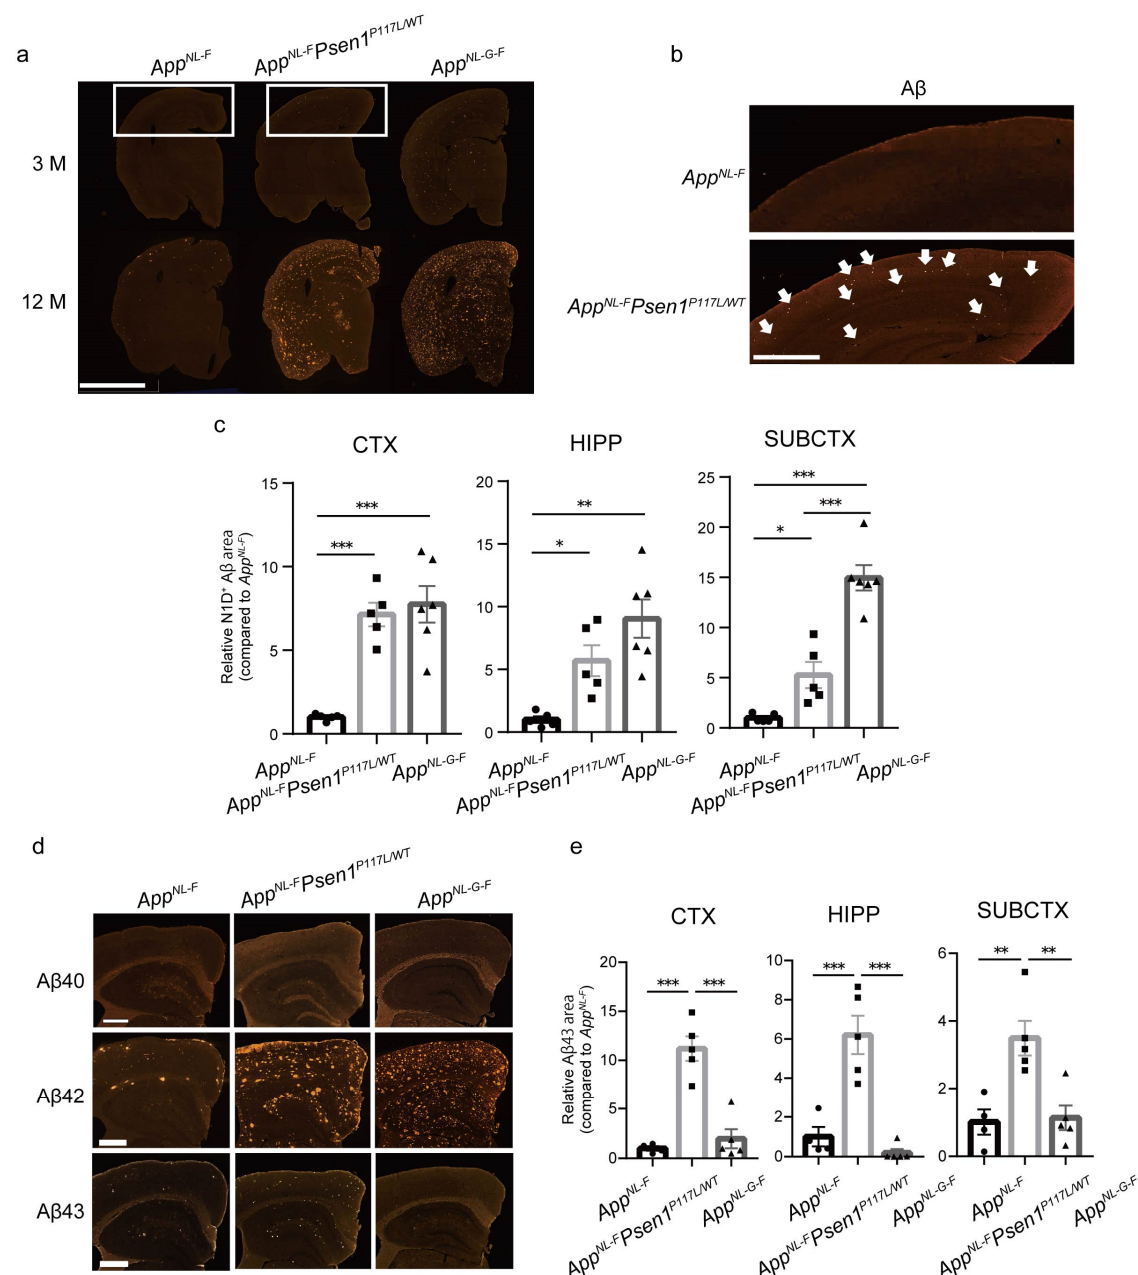 a
App^NL-F
App^NL-F Psen1^P117L/WT
App^NL-G-F
3 M
12 M
b
Aβ
App^NL-F
App^NL-F Psen1^P117L/WT
c
CTX
HIPP
SUBCTX
Relative N1D⁺ Aβ area
(compared to App^NL-F)
15
10
5
0
***
***
App^NL-F
App^NL-F Psen1^P117L/WT
App^NL-G-F
20
15
10
5
0
**
*
App^NL-F
App^NL-F Psen1^P117L/WT
App^NL-G-F
25
20
15
10
5
0
***
***
*
App^NL-F
App^NL-F Psen1^P117L/WT
App^NL-G-F
d
App^NL-F
App^NL-F Psen1^P117L/WT
App^NL-G-F
Aβ40
Aβ42
Aβ43
e
CTX
HIPP
SUBCTX
Relative Aβ43 area
(compared to App^NL-F)
20
15
10
5
0
*** ***
App^NL-F
App^NL-F Psen1^P117L/WT
App^NL-G-F
10
8
6
4
2
0
*** ***
App^NL-F
App^NL-F Psen1^P117L/WT
App^NL-G-F
6
4
2
0
** **
App^NL-F
App^NL-F Psen1^P117L/WT
App^NL-G-F